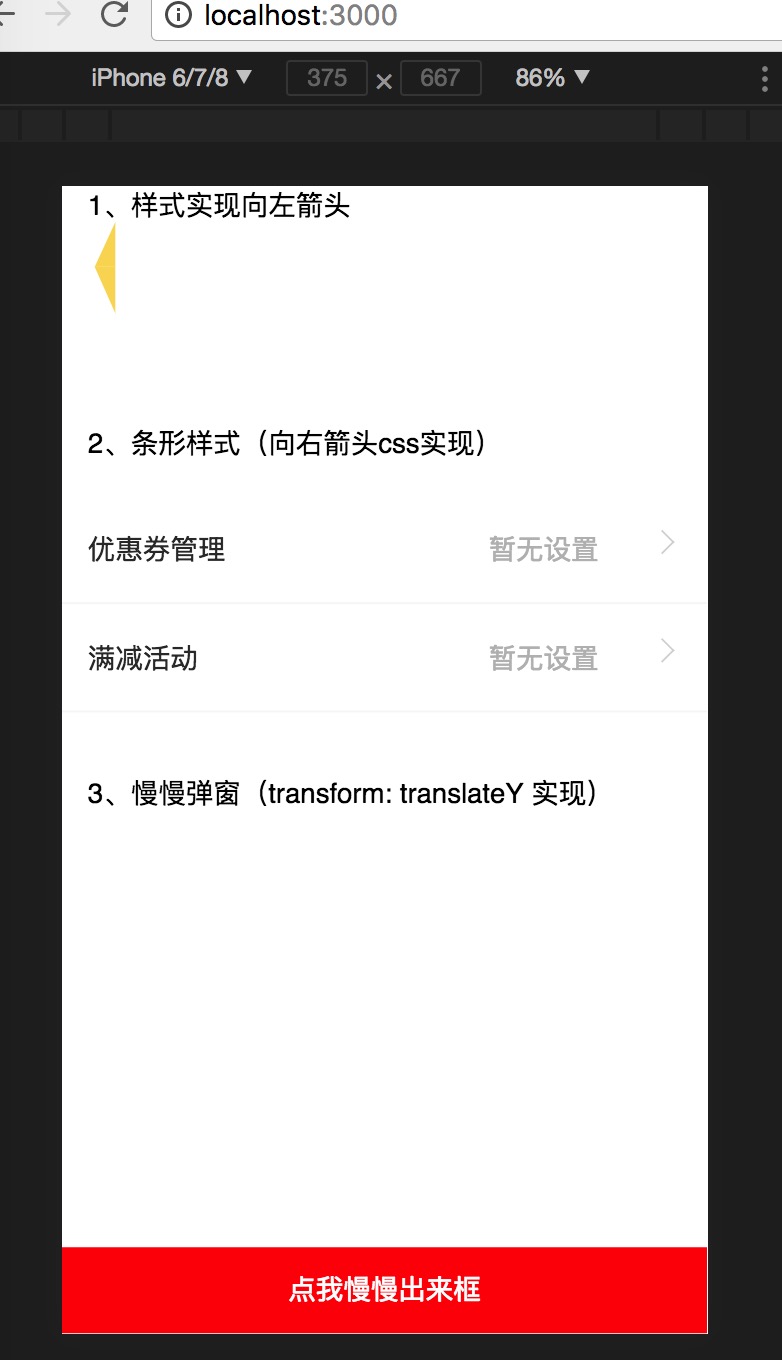 localhost:3000
iPhone 6/7/8 ▼ 375 × 667 86% ▼
1、样式实现向左箭头
2、条形样式（向右箭头css实现）
优惠券管理 暂无设置
满减活动 暂无设置
3、慢慢弹窗（transform: translateY 实现）
点我慢慢出来框